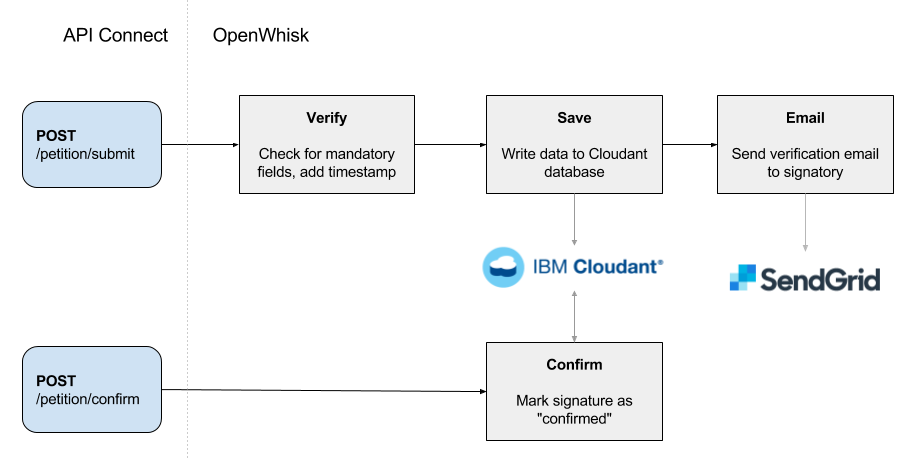 API Connect
OpenWhisk
POST
/petition/submit
Verify
Check for mandatory
fields, add timestamp
Save
Write data to Cloudant
database
Email
Send verification email
to signatory
IBM Cloudant®
SendGrid
POST
/petition/confirm
Confirm
Mark signature as
"confirmed"